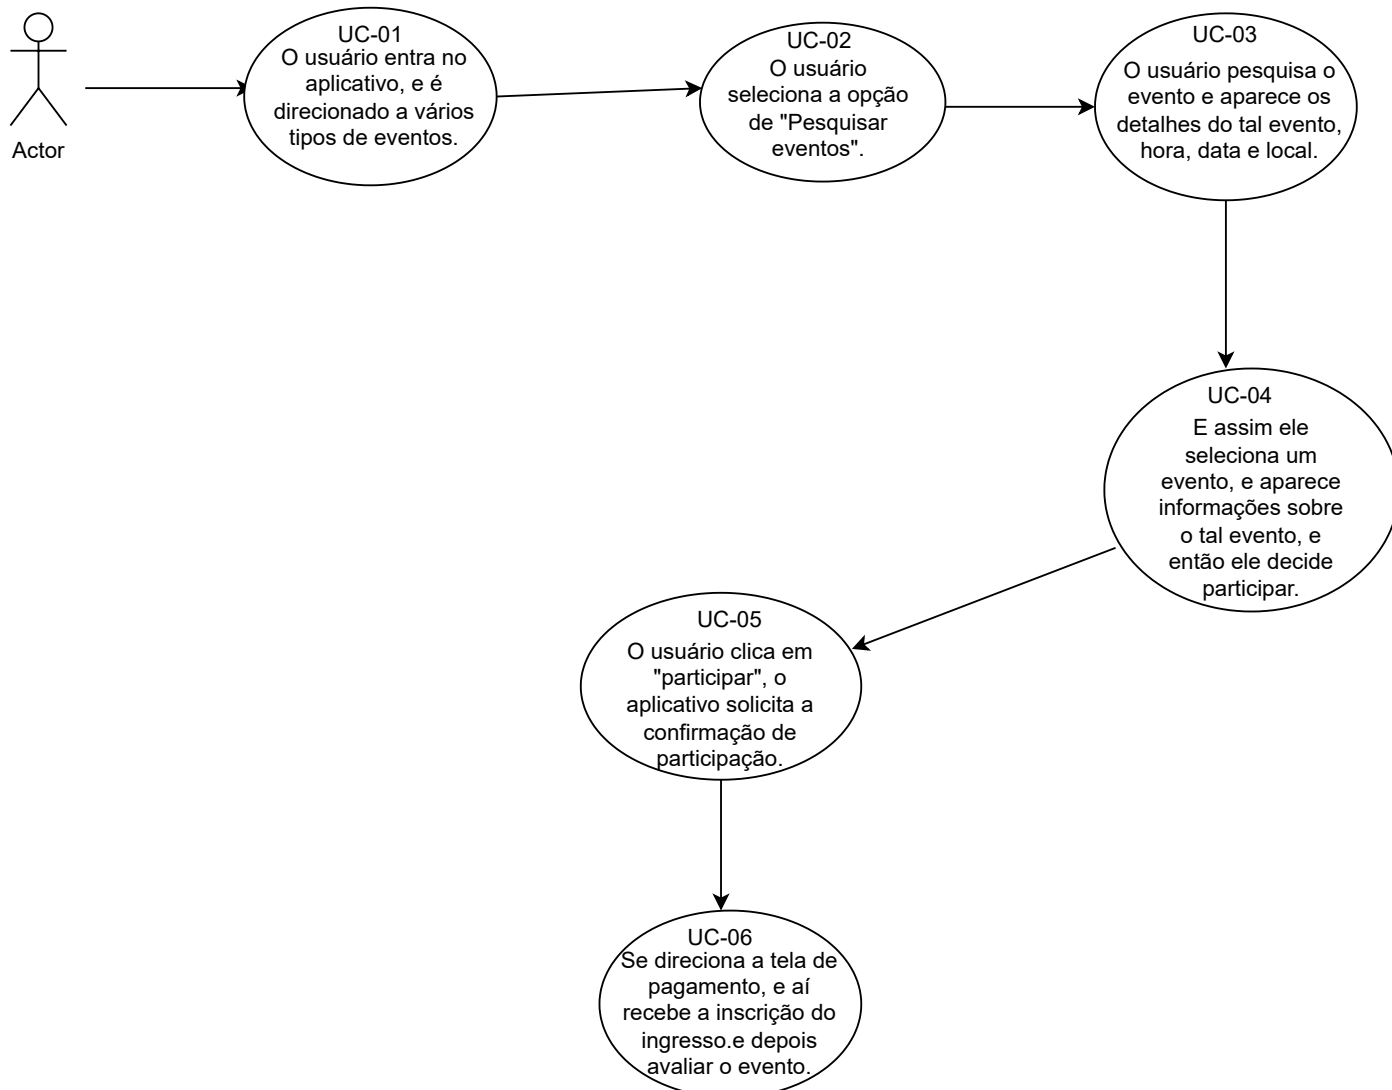 Actor
UC-01
O usuário entra no
aplicativo, e é
direcionado a vários
tipos de eventos.
UC-02
O usuário
seleciona a opção
de "Pesquisar
eventos".
UC-03
O usuário pesquisa o
evento e aparece os
detalhes do tal evento,
hora, data e local.
UC-04
E assim ele
seleciona um
evento, e aparece
informações sobre
o tal evento, e
então ele decide
participar.
UC-05
O usuário clica em
"participar", o
aplicativo solicita a
confirmação de
participação.
UC-06
Se direciona a tela de
pagamento, e aí
recebe a inscrição do
ingresso.e depois
avaliar o evento.